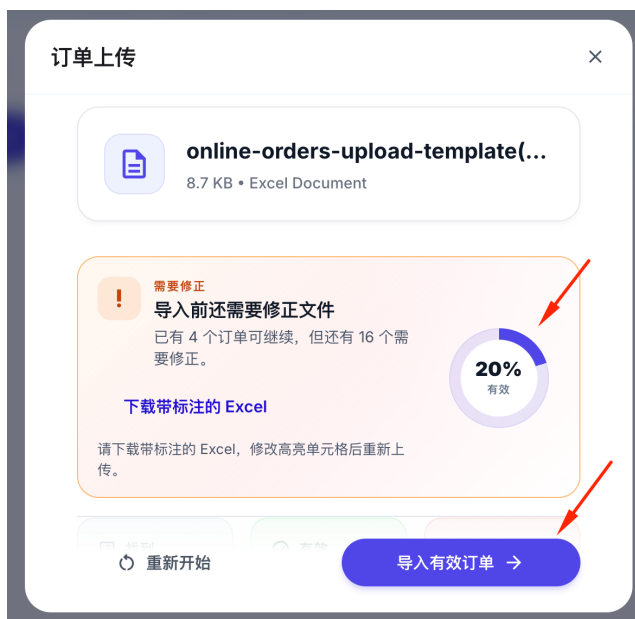 订单上传
online-orders-upload-template(...
8.7 KB • Excel Document
需要修正
导入前还需要修正文件
已有 4 个订单可继续，但还有 16 个需
要修正。
20%
有效
下载带标注的 Excel
请下载带标注的 Excel，修改高亮单元格后重新上
传。
找到
有效
重新开始
导入有效订单